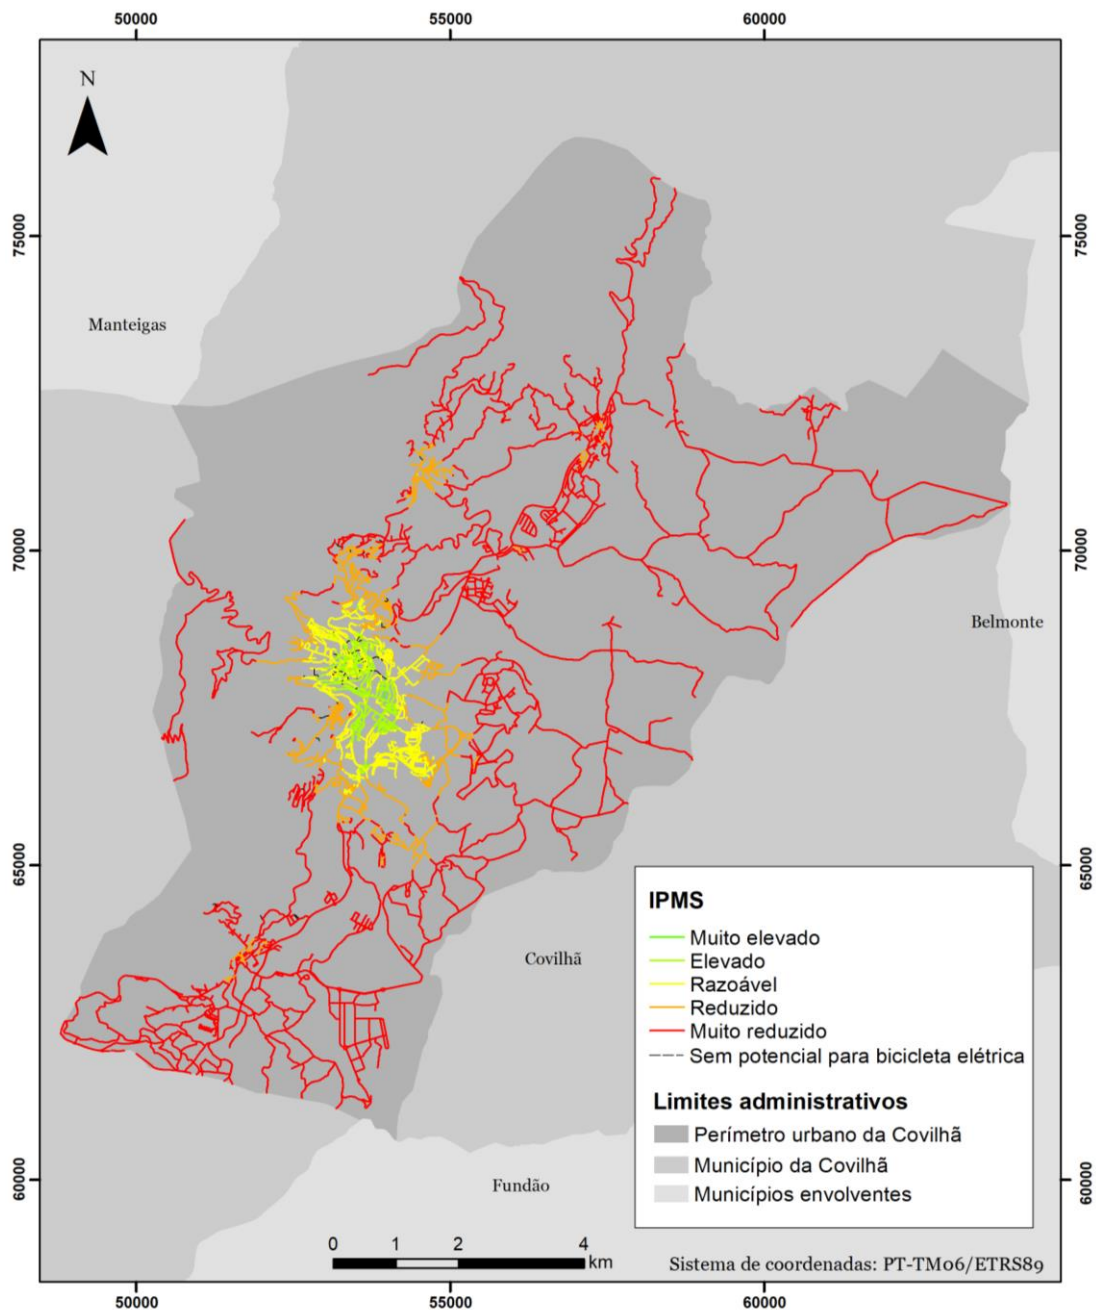 50000 55000 60000
N
75000 75000
Manteigas
70000 70000
Belmonte
65000 65000
IPMS
Covilhã
Muito elevado
Elevado
Razoável
Reduzido
Muito reduzido
Sem potencial para bicicleta elétrica
Limites administrativos
Perímetro urbano da Covilhã
Município da Covilhã
60000 60000
Fundão
Municípios envolventes
0 1 2 4
km
Sistema de coordenadas: PT-TM06/ETRS89
50000 55000 60000